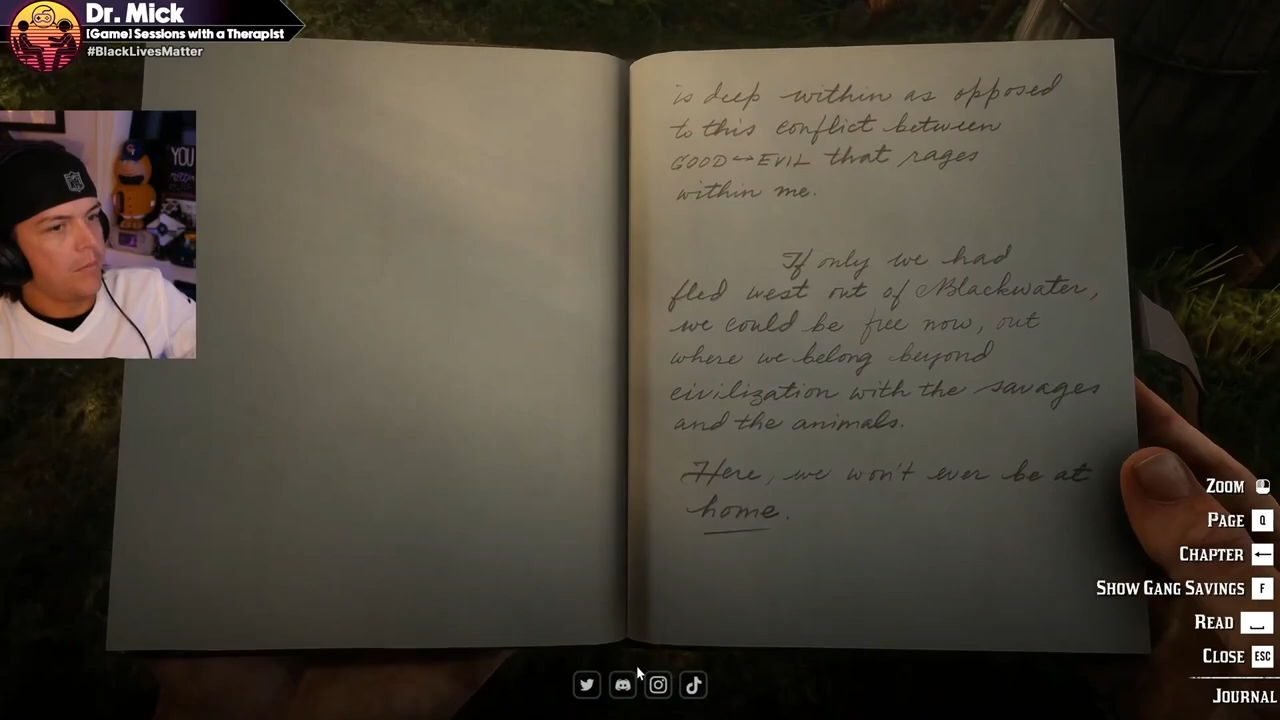 Dr. Mick
[Game] Sessions with a Therapist
#BlackLivesMatter
YOU
is deep within as opposed
to this conflict between
GOOD↔EVIL that rages
within me.
If only we had
fled west out of Blackwater,
we could be free now, out
where we belong beyond
civilization with the savages
and the animals.
Here, we won't ever be at
home.
ZOOM
PAGE Q
CHAPTER ←
SHOW GANG SAVINGS F
READ
CLOSE ESC
JOURNAL